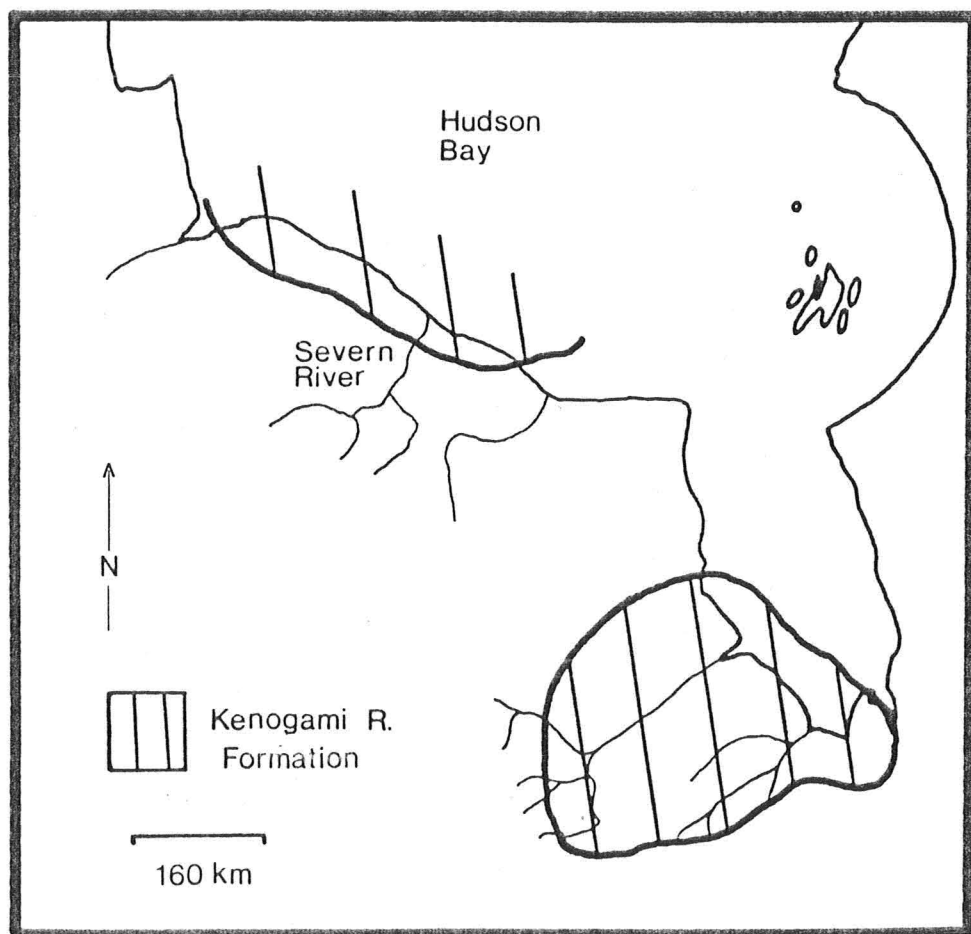 Hudson
Bay
Severn
River
N
Kenogami R.
Formation
160 km